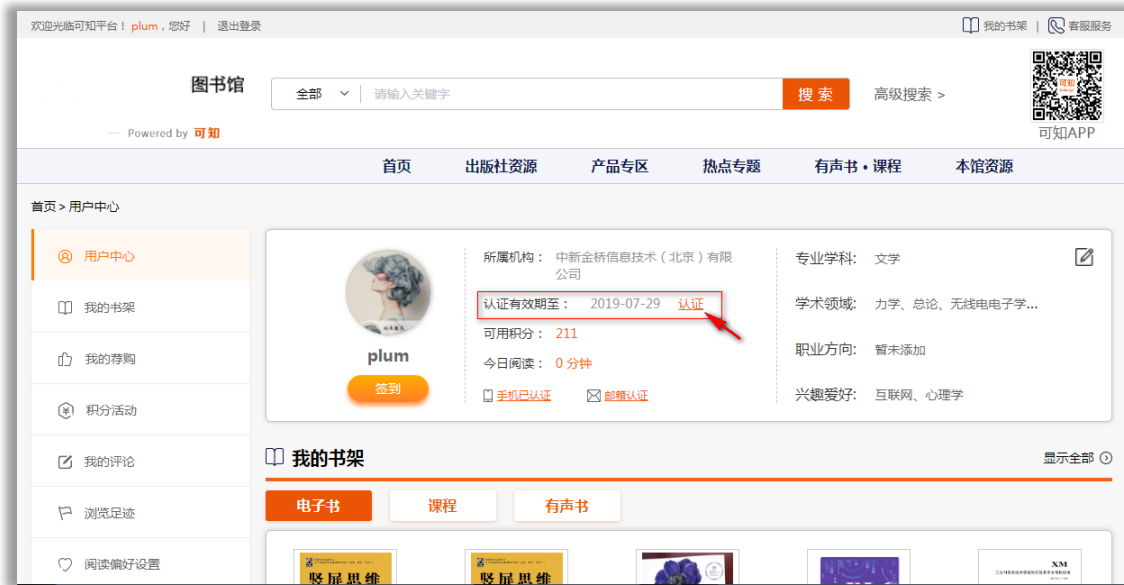 欢迎光临可知平台！ plum，您好 | 退出登录
我的书架 | 客服服务
图书馆
Powered by 可知
全部 请输入关键字 搜 索 高级搜索 >
可知
可知APP
首页 出版社资源 产品专区 热点专题 有声书•课程 本馆资源
首页 > 用户中心
用户中心
我的书架
我的荐购
积分活动
我的评论
浏览足迹
阅读偏好设置
plum
签到
所属机构： 中新金桥信息技术（北京）有限
公司
认证有效期至： 2019-07-29 认证
可用积分： 211
今日阅读： 0 分钟
手机已认证 邮箱认证
专业学科: 文学
学术领域: 力学、总论、无线电电子学...
职业方向: 暂未添加
兴趣爱好: 互联网、心理学
我的书架
显示全部
电子书 课程 有声书
竖屏思维 竖屏思维 XM